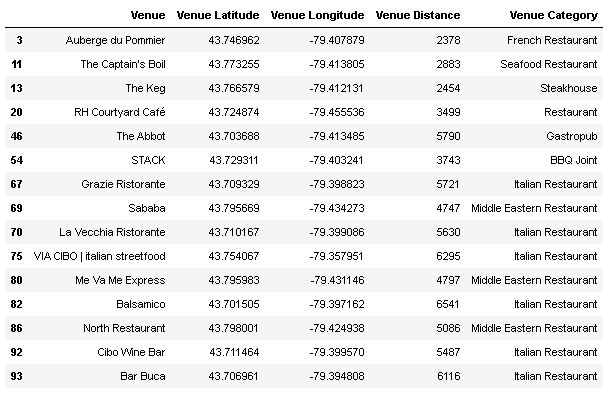 Venue Venue Latitude Venue Longitude Venue Distance Venue Category
3 Auberge du Pommier 43.746962 -79.407879 2378 French Restaurant
11 The Captain's Boil 43.773255 -79.413805 2883 Seafood Restaurant
13 The Keg 43.766579 -79.412131 2454 Steakhouse
20 RH Courtyard Café 43.724874 -79.455536 3499 Restaurant
46 The Abbot 43.703688 -79.413485 5790 Gastropub
54 STACK 43.729311 -79.403241 3743 BBQ Joint
67 Grazie Ristorante 43.709329 -79.398823 5721 Italian Restaurant
69 Sababa 43.795669 -79.434273 4747 Middle Eastern Restaurant
70 La Vecchia Ristorante 43.710167 -79.399086 5630 Italian Restaurant
75 VIA CIBO | italian streetfood 43.754067 -79.357951 6295 Italian Restaurant
80 Me Va Me Express 43.795983 -79.431146 4797 Middle Eastern Restaurant
82 Balsamico 43.701505 -79.397162 6541 Italian Restaurant
86 North Restaurant 43.798001 -79.424938 5086 Middle Eastern Restaurant
92 Cibo Wine Bar 43.711464 -79.399570 5487 Italian Restaurant
93 Bar Buca 43.706961 -79.394808 6116 Italian Restaurant